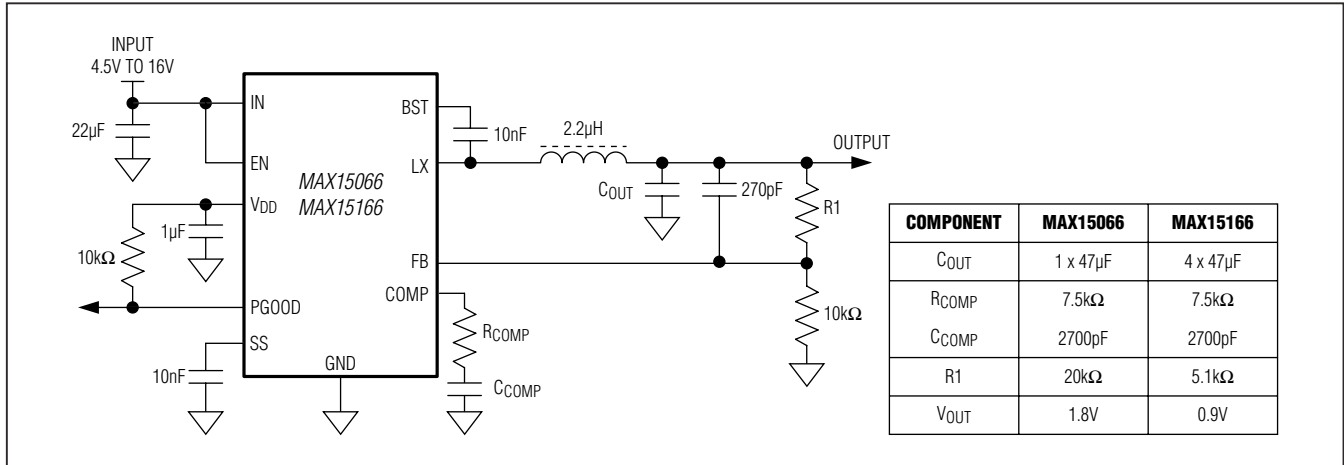 INPUT
4.5V TO 16V
22µF
IN
EN
VDD
1µF
10kΩ
PGOOD
SS
10nF
GND
MAX15066
MAX15166
BST
10nF
LX
2.2µH
OUTPUT
COUT
270pF
R1
FB
COMP
10kΩ
RCOMP
CCOMP
COMPONENT MAX15066 MAX15166
COUT 1 x 47µF 4 x 47µF
RCOMP 7.5kΩ 7.5kΩ
CCOMP 2700pF 2700pF
R1 20kΩ 5.1kΩ
VOUT 1.8V 0.9V